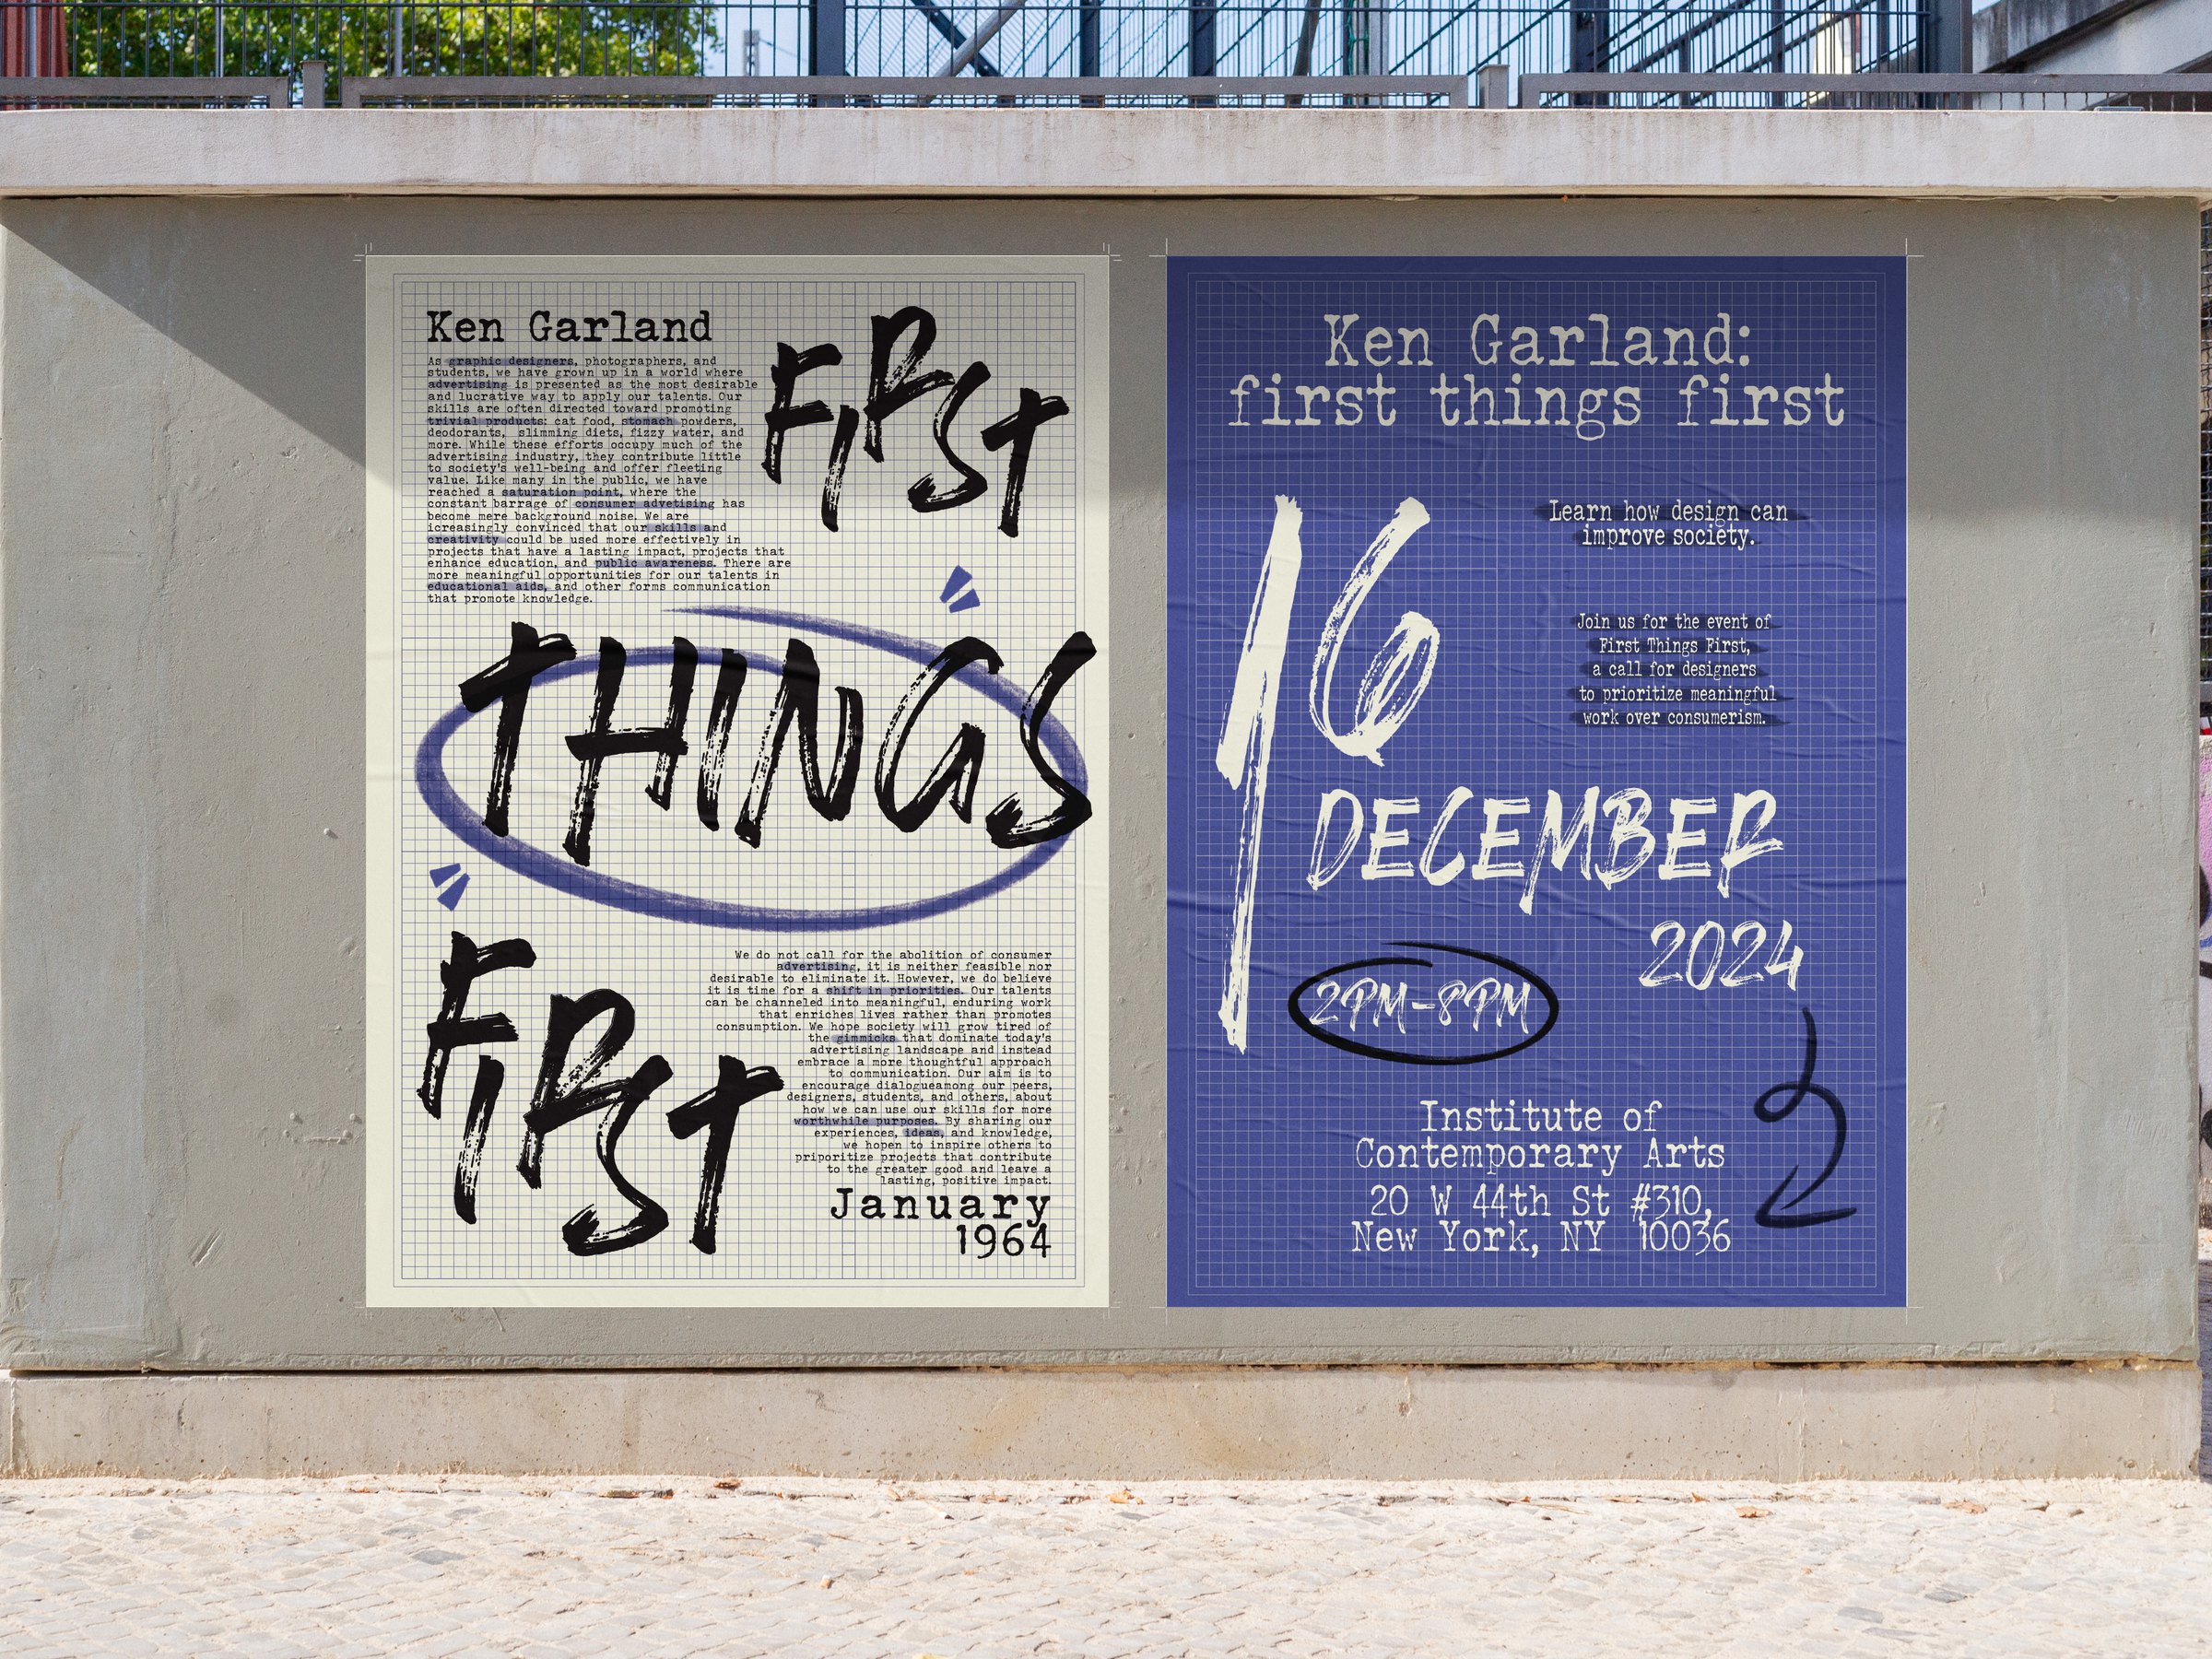 Ken Garland
As graphic designers, photographers, and
students, we have grown up in a world where
advertising is presented as the most desirable
and lucrative way to apply our talents. Our
skills are often directed toward promoting
trivial products: cat food, stomach powders,
deodorants, slimming diets, fizzy water, and
more. While these efforts occupy much of the
advertising industry, they contribute little
to society's well-being and offer fleeting
value. Like many in the public, we have
reached a saturation point, where the
constant barrage of consumer advetising has
become mere background noise. We are
icreasingly convinced that our skills and
creativity could be used more effectively in
projects that have a lasting impact, projects that
enhance education, and public awareness. There are
more meaningful opportunities for our talents in
educational aids, and other forms communication
that promote knowledge.
FIRST
THINGS
FIRST
We do not call for the abolition of consumer
advertising, it is neither feasible nor
desirable to eliminate it. However, we do believe
it is time for a shift in priorities. Our talents
can be channeled into meaningful, enduring work
that enriches lives rather than promotes
consumption. We hope society will grow tired of
the gimmicks that dominate today's
advertising landscape and instead
embrace a more thoughtful approach
to communication. Our aim is to
encourage dialogueamong our peers,
designers, students, and others, about
how we can use our skills for more
worthwhile purposes. By sharing our
experiences, ideas, and knowledge,
we hopen to inspire others to
priporitize projects that contribute
to the greater good and leave a
lasting, positive impact.
January
1964
Ken Garland:
first things first
Learn how design can
improve society.
Join us for the event of
First Things First,
a call for designers
to prioritize meaningful
work over consumerism.
16
DECEMBER
2024
2PM-8PM
Institute of
Contemporary Arts
20 W 44th St #310,
New York, NY 10036